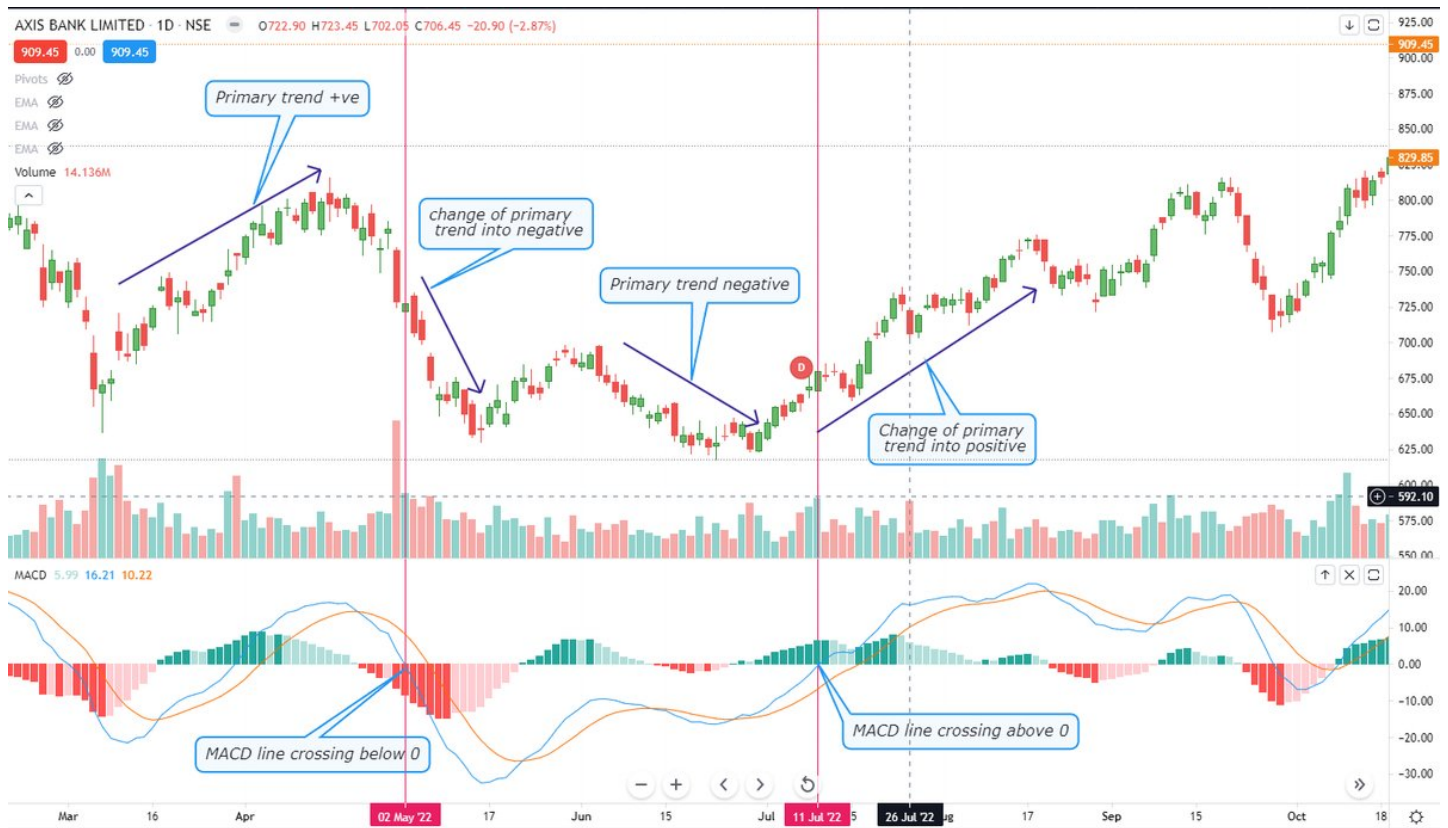 AXIS BANK LIMITED · 1D · NSE O722.90 H723.45 L702.05 C706.45 −20.90 (−2.87%)
909.45 0.00 909.45
Pivots
EMA
EMA
EMA
Volume 14.136M
Primary trend +ve
change of primary
trend into negative
Primary trend negative
D
Change of primary
trend into positive
925.00
909.45
900.00
875.00
850.00
829.85
800.00
775.00
750.00
725.00
700.00
675.00
650.00
625.00
600.00
592.10
575.00
550.00
MACD 5.99 16.21 10.22
MACD line crossing below 0
MACD line crossing above 0
20.00
10.00
0.00
−10.00
−20.00
−30.00
Mar 16 Apr 02 May '22 17 Jun 15 Jul 11 Jul '22 5 26 Jul '22 ug 17 Sep 15 Oct 18